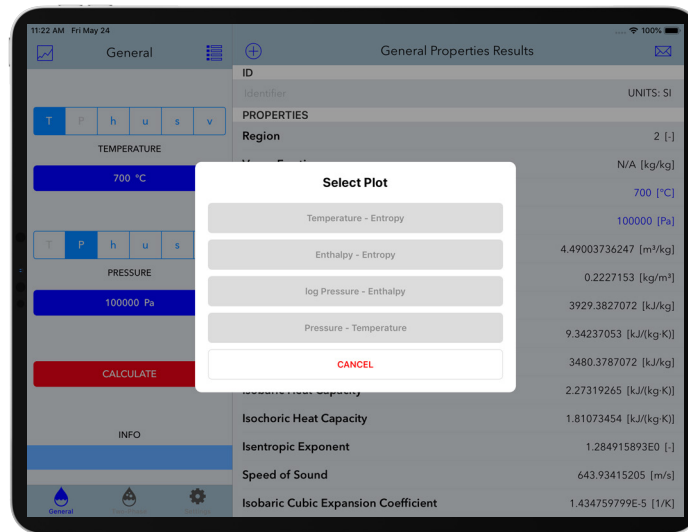 11:22 AM Fri May 24
100%
General
General Properties Results
ID
Identifier
UNITS: SI
T P h u s v
PROPERTIES
Region
2 [-]
TEMPERATURE
N/A [kg/kg]
700 °C
700 [°C]
100000 [Pa]
T P h u s
4.49003736247 [m³/kg]
PRESSURE
0.2227153 [kg/m³]
100000 Pa
3929.3827072 [kJ/kg]
9.34237053 [kJ/(kg·K)]
3480.3787072 [kJ/kg]
CALCULATE
Isobaric Heat Capacity
2.27319265 [kJ/(kg·K)]
Isochoric Heat Capacity
1.81073454 [kJ/(kg·K)]
INFO
Isentropic Exponent
1.284915893E0 [-]
Speed of Sound
643.93415205 [m/s]
Isobaric Cubic Expansion Coefficient
1.434759799E-5 [1/K]
General
Settings
Select Plot
Temperature - Entropy
Enthalpy - Entropy
log Pressure - Enthalpy
Pressure - Temperature
CANCEL